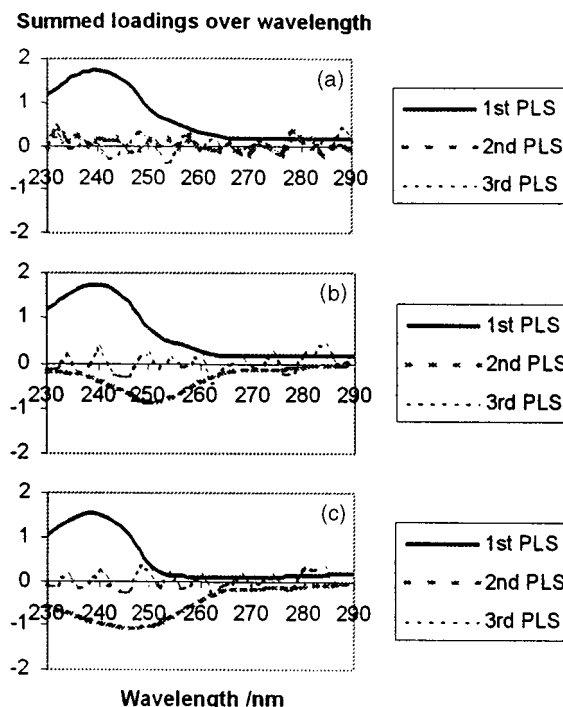 Summed loadings over wavelength
2
(a)
1
0
230 240 250 260 270 280 290
-1
-2
1st PLS
2nd PLS
3rd PLS
2
(b)
1
0
230 240 250 260 270 280 290
-1
-2
1st PLS
2nd PLS
3rd PLS
2
(c)
1
0
230 240 250 260 270 280 290
-1
-2
1st PLS
2nd PLS
3rd PLS
Wavelength /nm